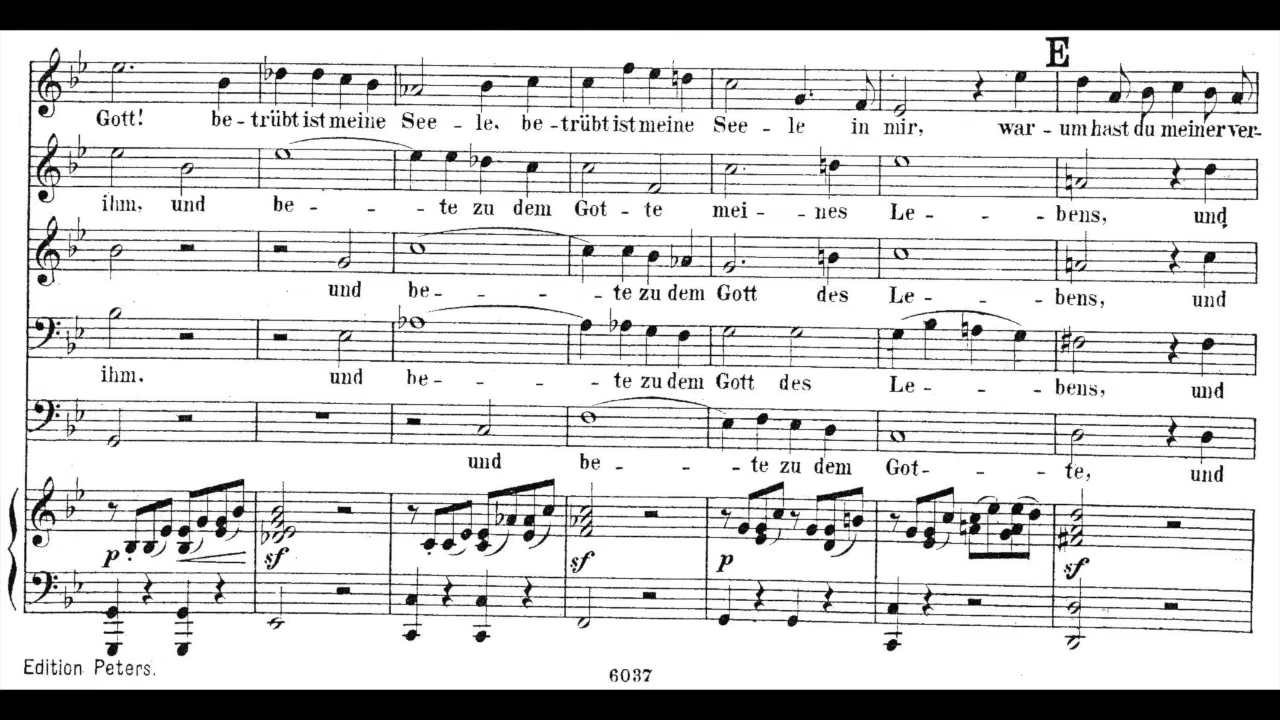 E
Gott! be-trübt ist meine See-le. be-trübt ist meine See-le in mir, war-um hast du meiner ver-
ihm, und be---te zu dem Got-te mei-nes Le---bens, und
und be----te zu dem Gott des Le---bens, und
ihm. und be----te zu dem Gott des Le---bens, und
und be---te zu dem Got---te, und
p sf sf p sf
Edition Peters.
6037